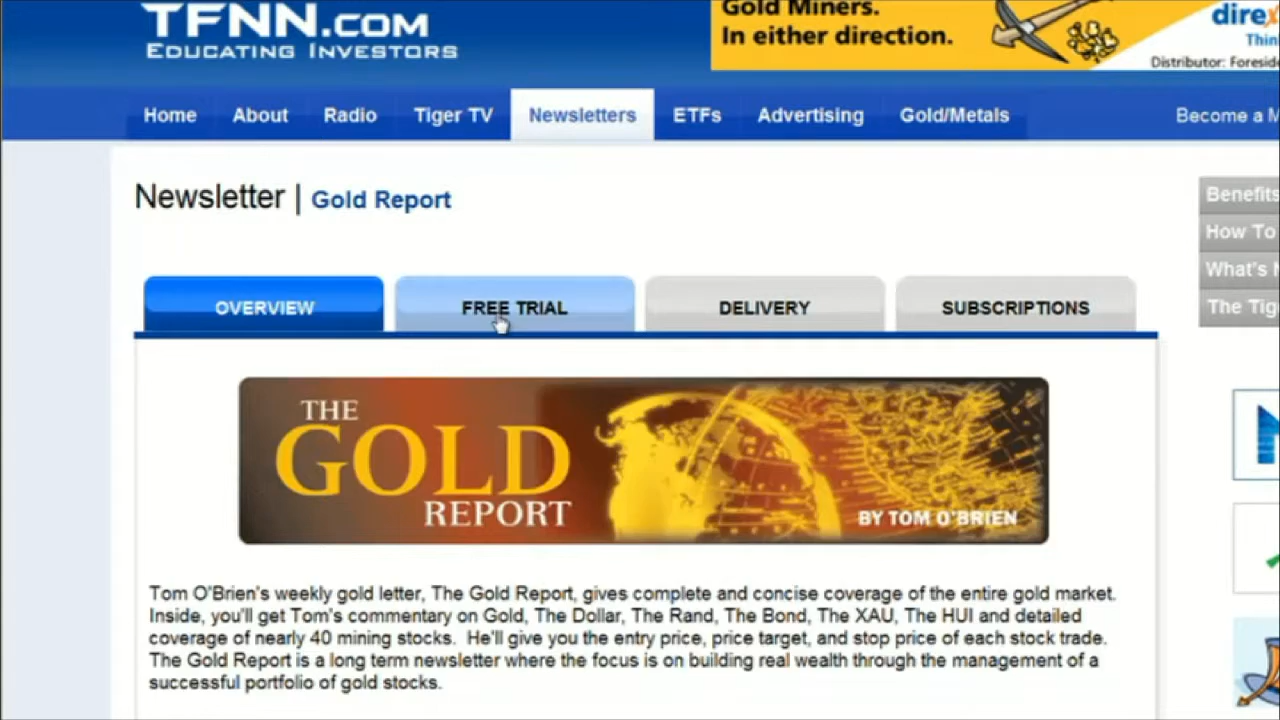 TFNN.COM
EDUCATING INVESTORS
Gold Miners.
In either direction.
Distributor:
Home About Radio Tiger TV Newsletters ETFs Advertising Gold/Metals Become a
Newsletter | Gold Report
Benefits
How To
What's
The
OVERVIEW FREE TRIAL DELIVERY SUBSCRIPTIONS
THE
GOLD
REPORT
BY TOM O'BRIEN
Tom O'Brien's weekly gold letter, The Gold Report, gives complete and concise coverage of the entire gold market.
Inside, you'll get Tom's commentary on Gold, The Dollar, The Rand, The Bond, The XAU, The HUI and detailed
coverage of nearly 40 mining stocks. He'll give you the entry price, price target, and stop price of each stock trade.
The Gold Report is a long term newsletter where the focus is on building real wealth through the management of a
successful portfolio of gold stocks.